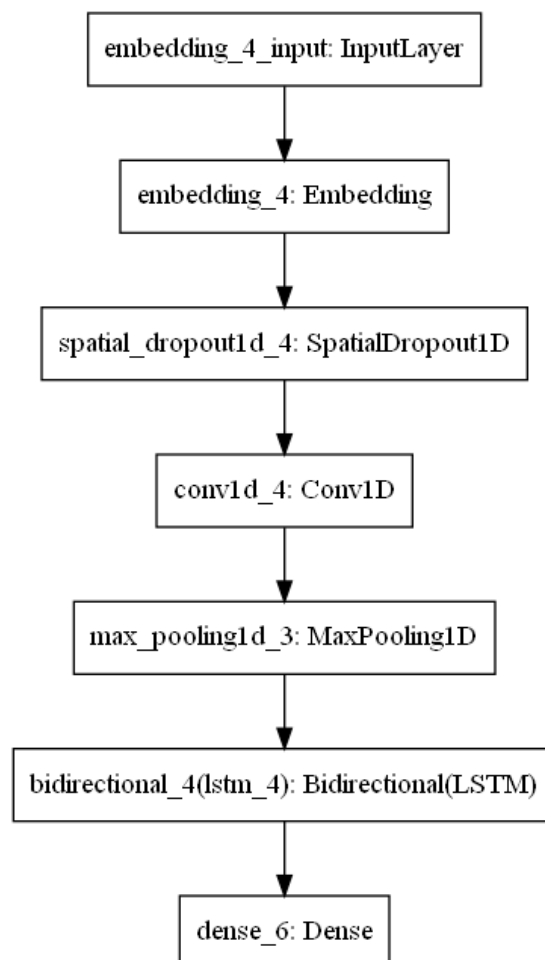 embedding_4_input: InputLayer
embedding_4: Embedding
spatial_dropout1d_4: SpatialDropout1D
conv1d_4: Conv1D
max_pooling1d_3: MaxPooling1D
bidirectional_4(lstm_4): Bidirectional(LSTM)
dense_6: Dense